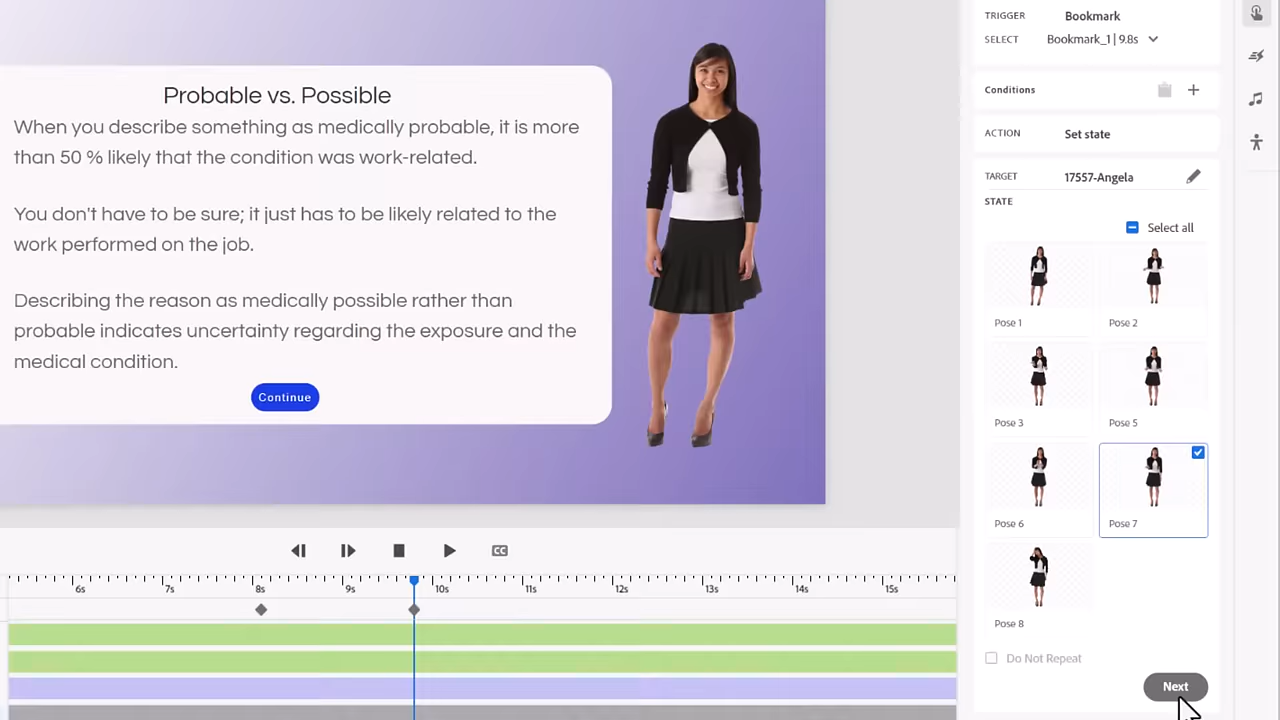 Probable vs. Possible
When you describe something as medically probable, it is more
than 50 % likely that the condition was work-related.
You don't have to be sure; it just has to be likely related to the
work performed on the job.
Describing the reason as medically possible rather than
probable indicates uncertainty regarding the exposure and the
medical condition.
Continue
CC
6s 7s 8s 9s 10s 11s 12s 13s 14s 15s
TRIGGER Bookmark
SELECT Bookmark_1 | 9.8s
Conditions
ACTION Set state
TARGET 17557-Angela
STATE
Select all
Pose 1 Pose 2
Pose 3 Pose 5
Pose 6 Pose 7
Pose 8
Do Not Repeat
Next